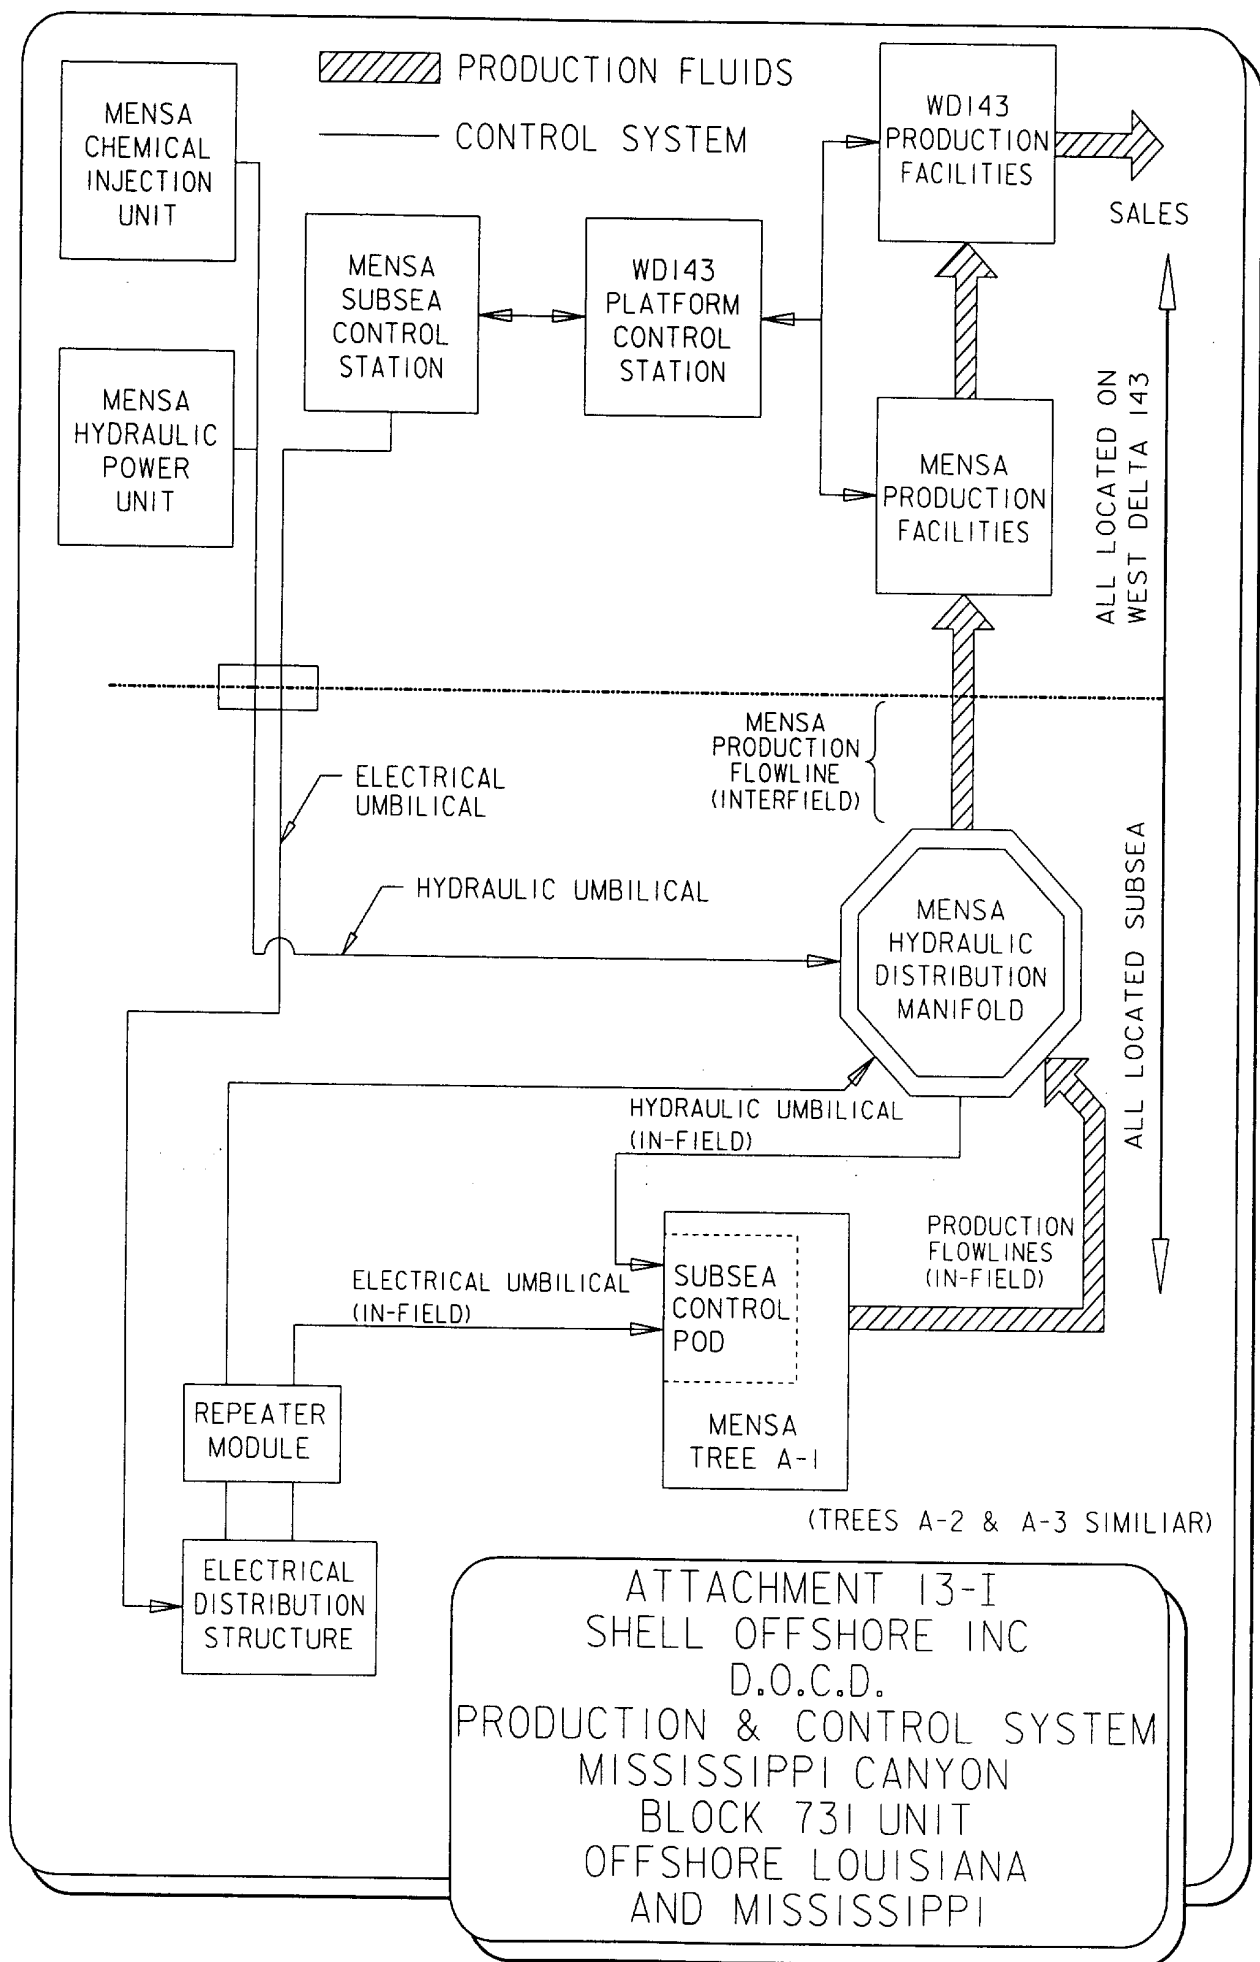 PRODUCTION FLUIDS
CONTROL SYSTEM
MENSA
CHEMICAL
INJECTION
UNIT
MENSA
HYDRAULIC
POWER
UNIT
MENSA
SUBSEA
CONTROL
STATION
WD143
PLATFORM
CONTROL
STATION
WD143
PRODUCTION
FACILITIES
SALES
MENSA
PRODUCTION
FACILITIES
ALL LOCATED ON
WEST DELTA 143
MENSA
PRODUCTION
FLOWLINE
(INTERFIELD)
ELECTRICAL
UMBILICAL
HYDRAULIC UMBILICAL
MENSA
HYDRAULIC
DISTRIBUTION
MANIFOLD
ALL LOCATED SUBSEA
HYDRAULIC UMBILICAL
(IN-FIELD)
PRODUCTION
FLOWLINES
(IN-FIELD)
ELECTRICAL UMBILICAL
(IN-FIELD)
SUBSEA
CONTROL
POD
MENSA
TREE A-1
REPEATER
MODULE
(TREES A-2 & A-3 SIMILIAR)
ELECTRICAL
DISTRIBUTION
STRUCTURE
ATTACHMENT 13-I
SHELL OFFSHORE INC
D.O.C.D.
PRODUCTION & CONTROL SYSTEM
MISSISSIPPI CANYON
BLOCK 731 UNIT
OFFSHORE LOUISIANA
AND MISSISSIPPI